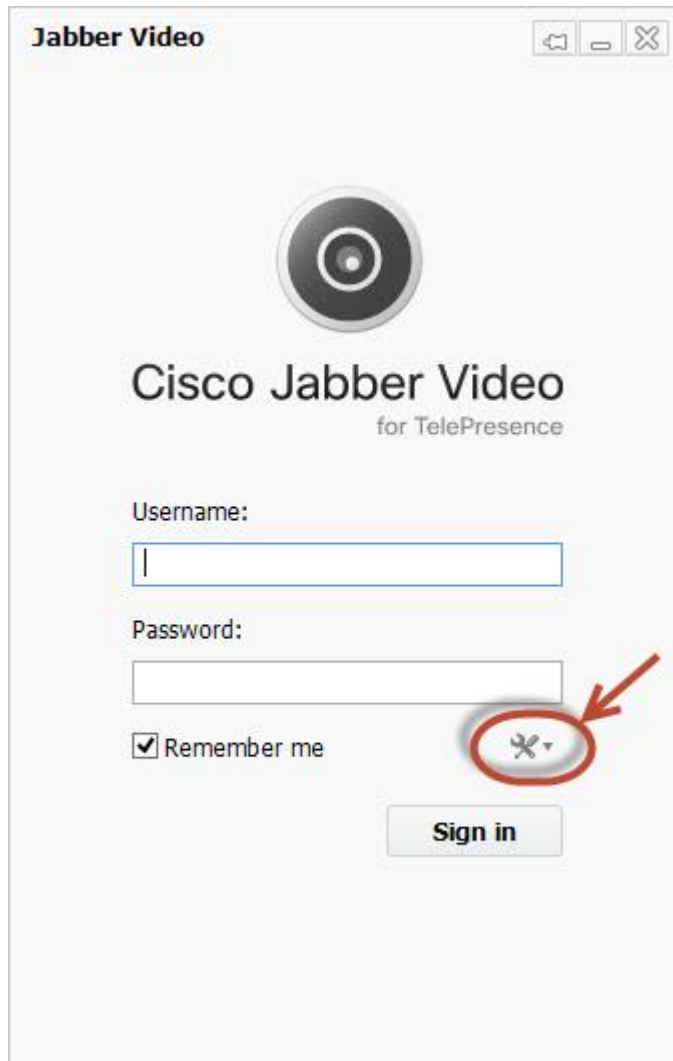 Jabber Video
Cisco Jabber Video
for TelePresence
Username:
Password:
Remember me
Sign in